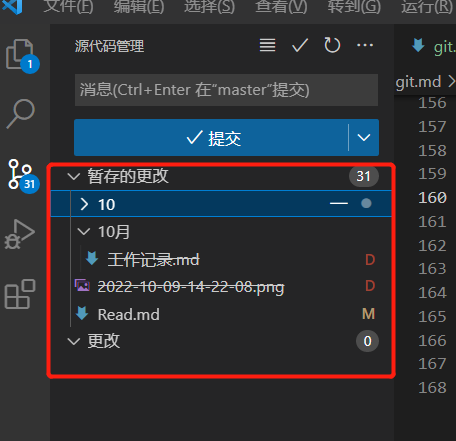 文件(F) 编辑(E) 选择(S) 查看(V) 转到(G) 运行(R)
源代码管理
git.
消息(Ctrl+Enter 在"master"提交)
git.md
1
156
提交
157
158
31
暂存的更改 31
159
10
160
10月
161
工作记录.md D
162
2022-10-09-14-22-08.png D
163
164
Read.md M
165
更改 0
166
167
168